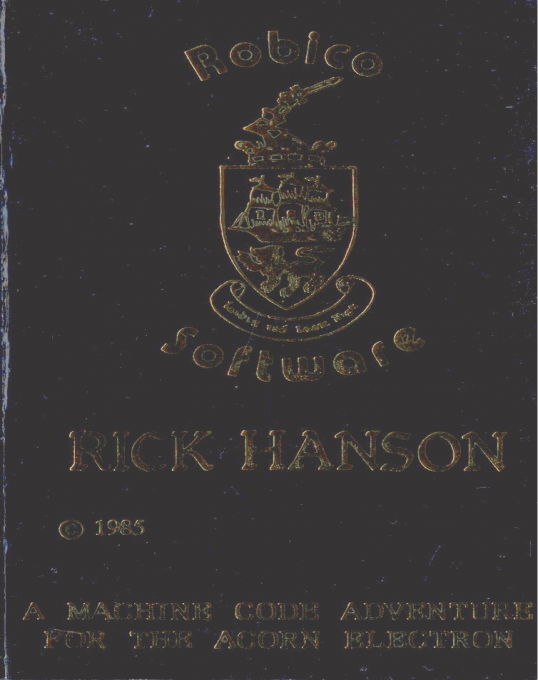 Robico
Software
RICK HANSON
© 1985
A MACHINE CODE ADVENTURE
FOR THE ACORN ELECTRON